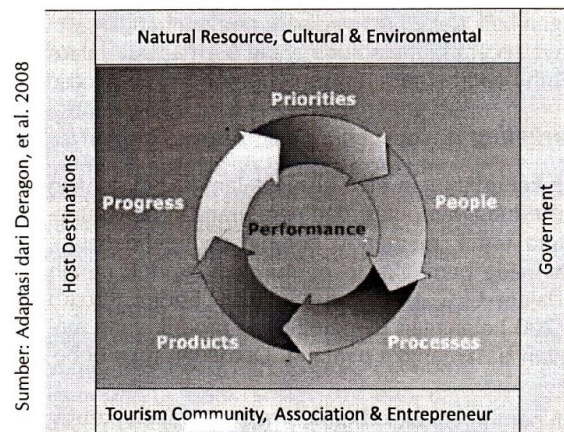 Natural Resource, Cultural & Environmental
Sumber: Adaptasi dari Deragon, et al. 2008
Host Destinations
Priorities
Progress
People
Performance
Products
Processes
Goverment
Tourism Community, Association & Entrepreneur